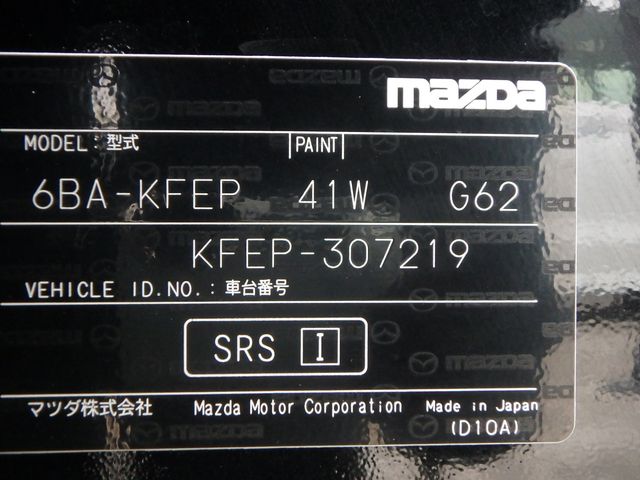 mazda
MODEL:型式 PAINT
6BA-KFEP 41W G62
KFEP-307219
VEHICLE ID.NO.:車台番号
SRS I
マツダ株式会社 Mazda Motor Corporation Made in Japan
(D10A)